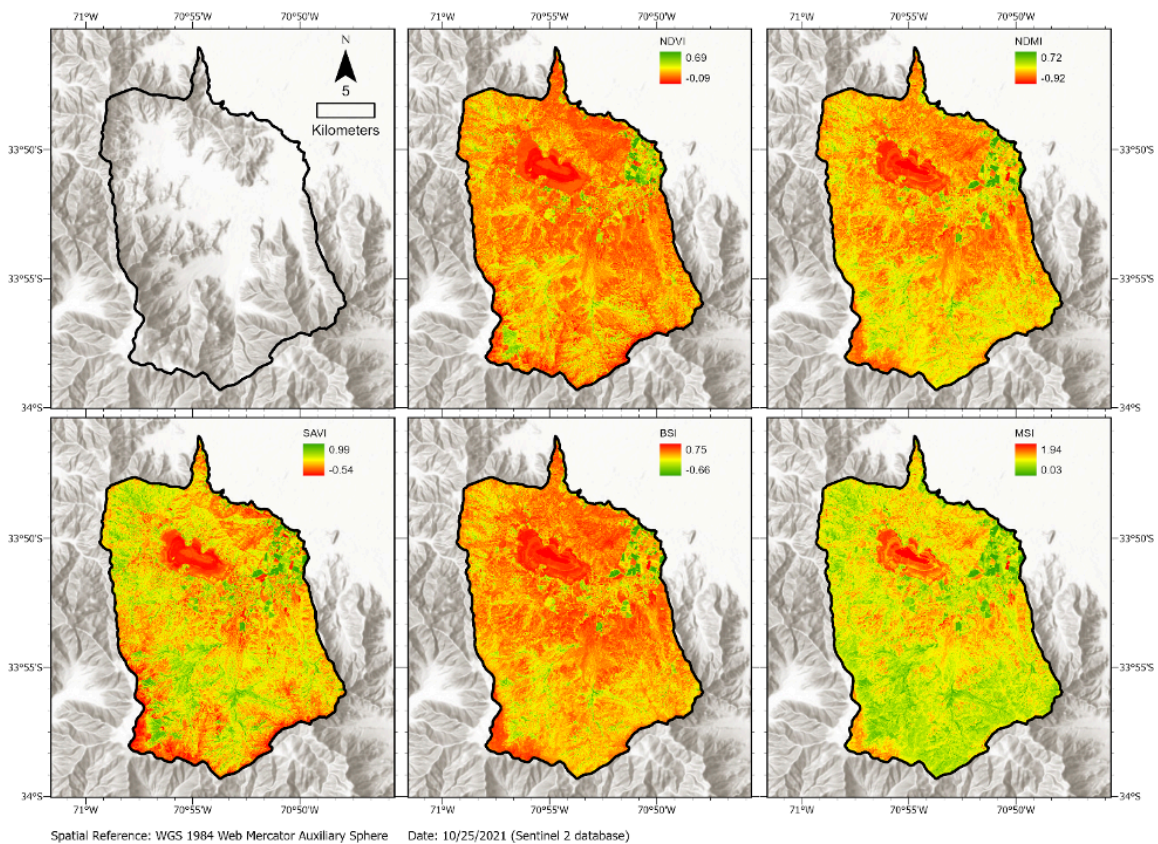 71°W 70°55'W 70°50'W 71°W 70°55'W 70°50'W 71°W 70°55'W 70°50'W
N
5
Kilometers
NDVI
0.69
-0.09
NDMI
0.72
-0.92
33°50'S 33°50'S
33°55'S 33°55'S
34°S 34°S
SAVI
0.99
-0.54
BSI
0.75
-0.66
MSI
1.94
0.03
33°50'S 33°50'S
33°55'S 33°55'S
34°S 34°S
71°W 70°55'W 70°50'W 71°W 70°55'W 70°50'W 71°W 70°55'W 70°50'W
Spatial Reference: WGS 1984 Web Mercator Auxiliary Sphere Date: 10/25/2021 (Sentinel 2 database)